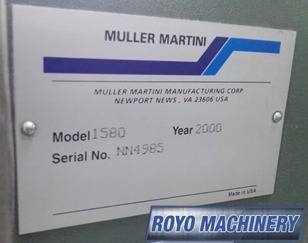 MULLER MARTINI
MULLER MARTINI MANUFACTURING CORP.
NEWPORT NEWS , VA 23606 USA
Model 1580 Year 2000
Serial No. NN4985
Made in USA
ROYO MACHINERY